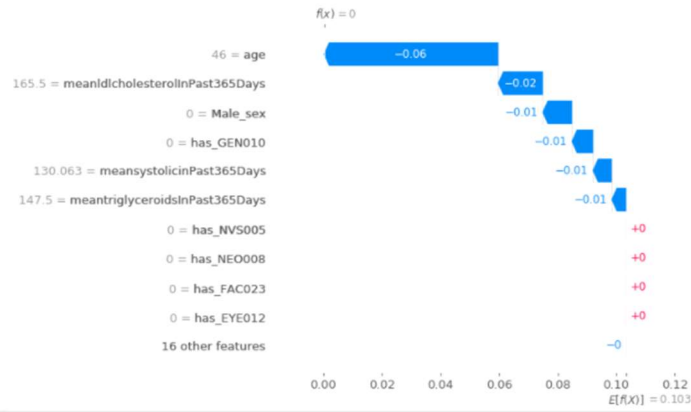 f(x) = 0
46 = age
−0.06
165.5 = meanldlcholesterolInPast365Days
−0.02
0 = Male_sex
−0.01
0 = has_GEN010
−0.01
130.063 = meansystolicinPast365Days
−0.01
147.5 = meantriglyceroidsInPast365Days
−0.01
0 = has_NVS005
+0
0 = has_NEO008
+0
0 = has_FAC023
+0
0 = has_EYE012
+0
16 other features
−0
0.00 0.02 0.04 0.06 0.08 0.10 0.12
E[f(X)] = 0.103